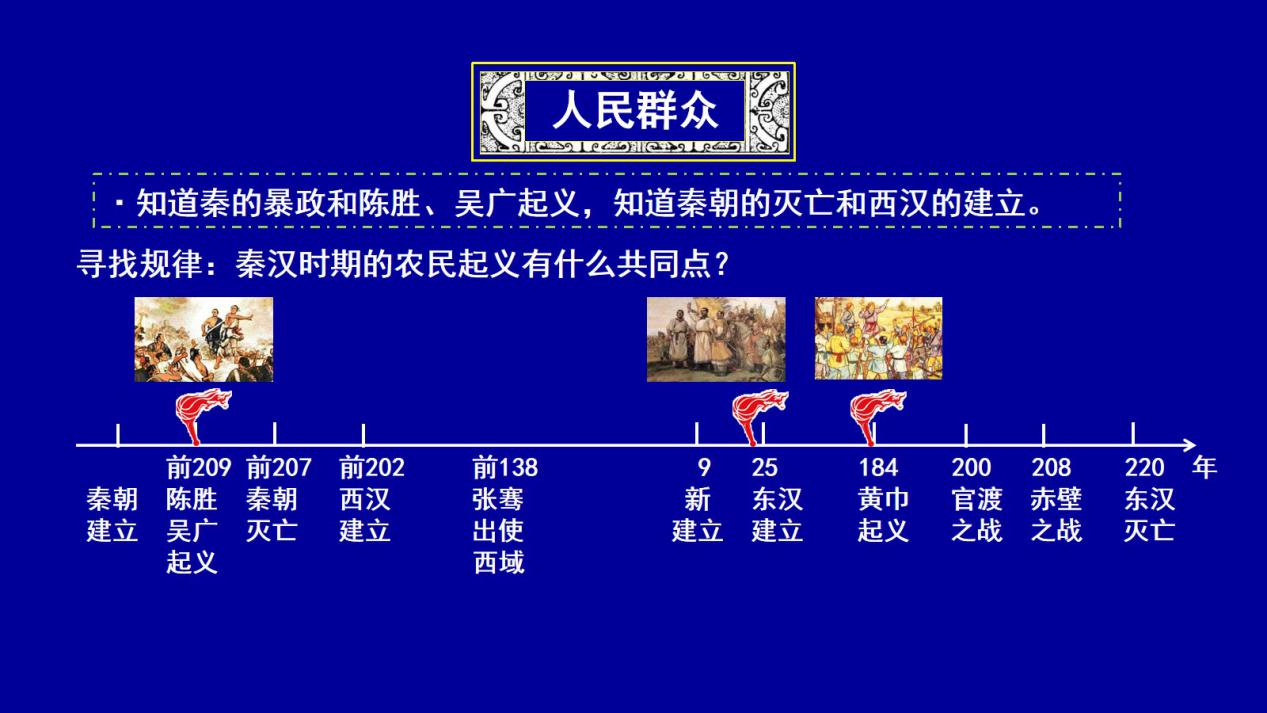 人民群众
·知道秦的暴政和陈胜、吴广起义，知道秦朝的灭亡和西汉的建立。
寻找规律：秦汉时期的农民起义有什么共同点？
前209 前207 前202 前138 9 25 184 200 208 220 年
秦朝 陈胜 秦朝 西汉 张骞 新 东汉 黄巾 官渡 赤壁 东汉
建立 吴广 灭亡 建立 出使 建立 建立 起义 之战 之战 灭亡
起义 西域